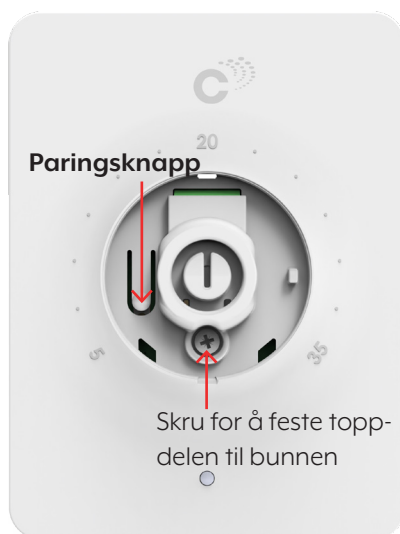 C
20
Paringsknapp
5
35
Skru for å feste topp-
delen til bunnen